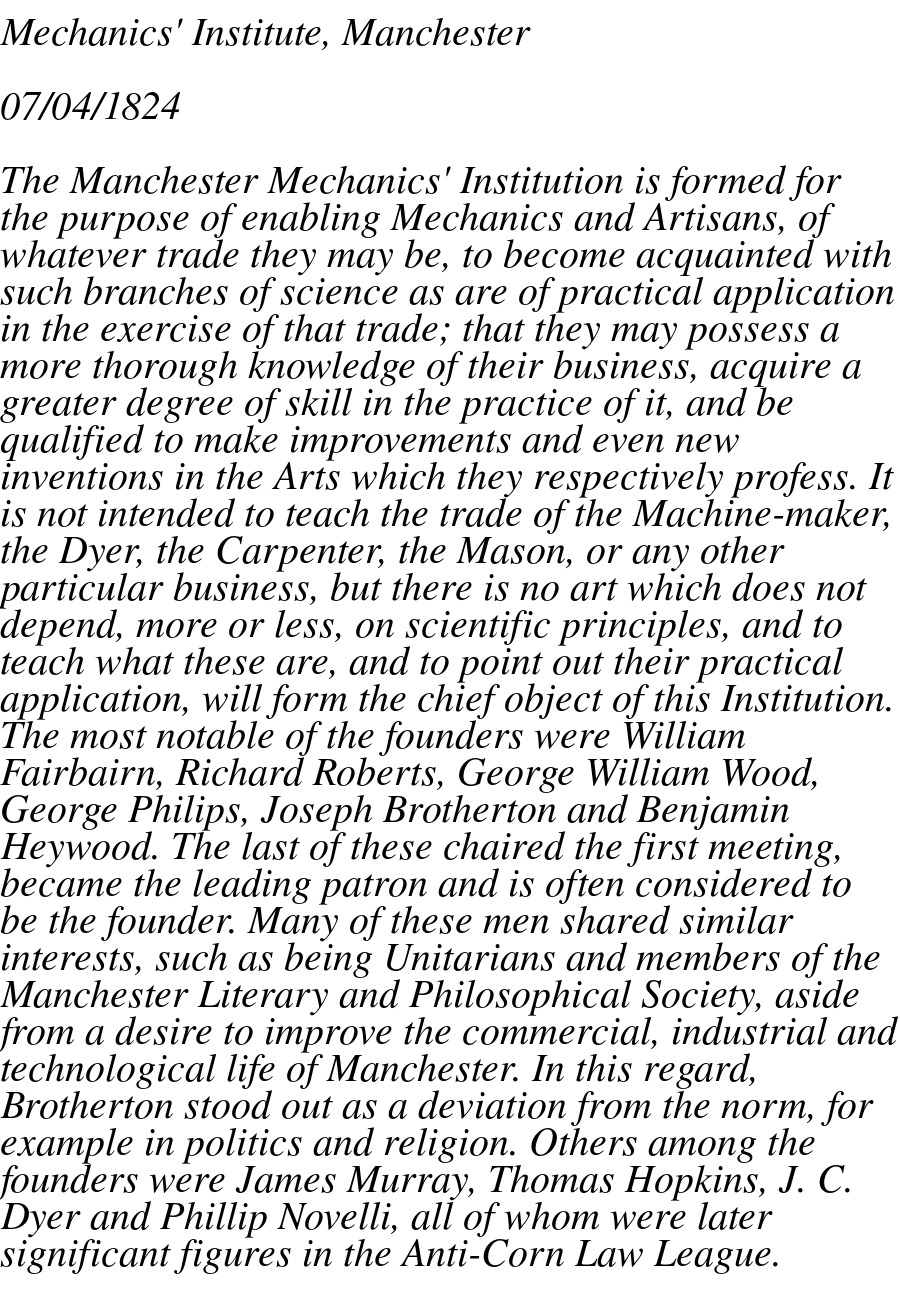 Mechanics' Institute, Manchester
07/04/1824
The Manchester Mechanics' Institution is formed for
the purpose of enabling Mechanics and Artisans, of
whatever trade they may be, to become acquainted with
such branches of science as are of practical application
in the exercise of that trade; that they may possess a
more thorough knowledge of their business, acquire a
greater degree of skill in the practice of it, and be
qualified to make improvements and even new
inventions in the Arts which they respectively profess. It
is not intended to teach the trade of the Machine-maker,
the Dyer, the Carpenter, the Mason, or any other
particular business, but there is no art which does not
depend, more or less, on scientific principles, and to
teach what these are, and to point out their practical
application, will form the chief object of this Institution.
The most notable of the founders were William
Fairbairn, Richard Roberts, George William Wood,
George Philips, Joseph Brotherton and Benjamin
Heywood. The last of these chaired the first meeting,
became the leading patron and is often considered to
be the founder. Many of these men shared similar
interests, such as being Unitarians and members of the
Manchester Literary and Philosophical Society, aside
from a desire to improve the commercial, industrial and
technological life of Manchester. In this regard,
Brotherton stood out as a deviation from the norm, for
example in politics and religion. Others among the
founders were James Murray, Thomas Hopkins, J. C.
Dyer and Phillip Novelli, all of whom were later
significant figures in the Anti-Corn Law League.